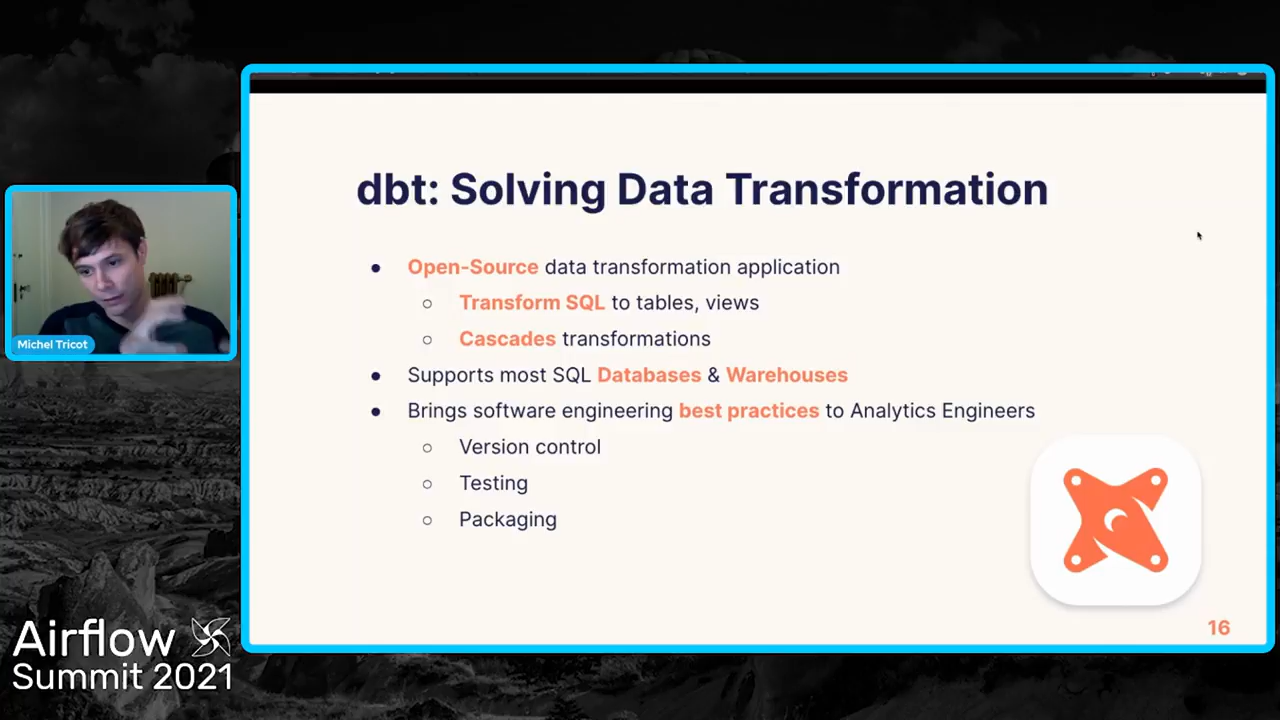 dbt: Solving Data Transformation
● Open-Source data transformation application
○ Transform SQL to tables, views
○ Cascades transformations
● Supports most SQL Databases & Warehouses
● Brings software engineering best practices to Analytics Engineers
○ Version control
○ Testing
○ Packaging
16
Michel Tricot
Airflow
Summit 2021